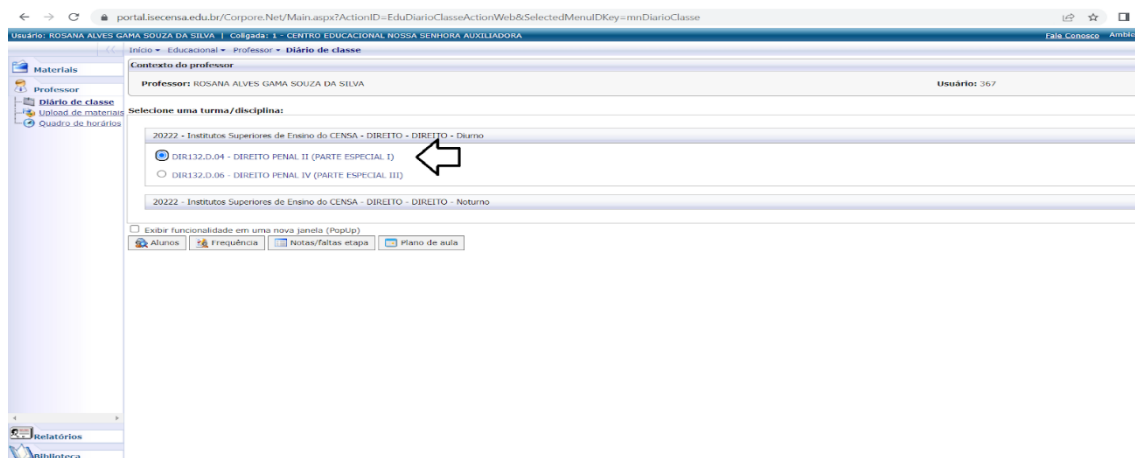 portal.isecensa.edu.br/Corpore.Net/Main.aspx?ActionID=EduDiarioClasseActionWeb&SelectedMenuIDKey=mnDiarioClasse
Usuário: ROSANA ALVES GAMA SOUZA DA SILVA | Coligada: 1 - CENTRO EDUCACIONAL NOSSA SENHORA AUXILIADORA Fale Conosco
Início Educacional Professor Diário de classe
Materiais
Contexto do professor
Professor
Professor: ROSANA ALVES GAMA SOUZA DA SILVA Usuário: 367
Diário de classe
Upload de materiais
Selecione uma turma/disciplina:
Quadro de horários
20222 - Institutos Superiores de Ensino do CENSA - DIREITO - DIREITO - Diurno
DIR132.D.04 - DIREITO PENAL II (PARTE ESPECIAL I)
DIR132.D.06 - DIREITO PENAL IV (PARTE ESPECIAL III)
20222 - Institutos Superiores de Ensino do CENSA - DIREITO - DIREITO - Noturno
Exibir funcionalidade em uma nova janela (PopUp)
Alunos Frequência Notas/faltas etapa Plano de aula
Relatórios
Biblioteca